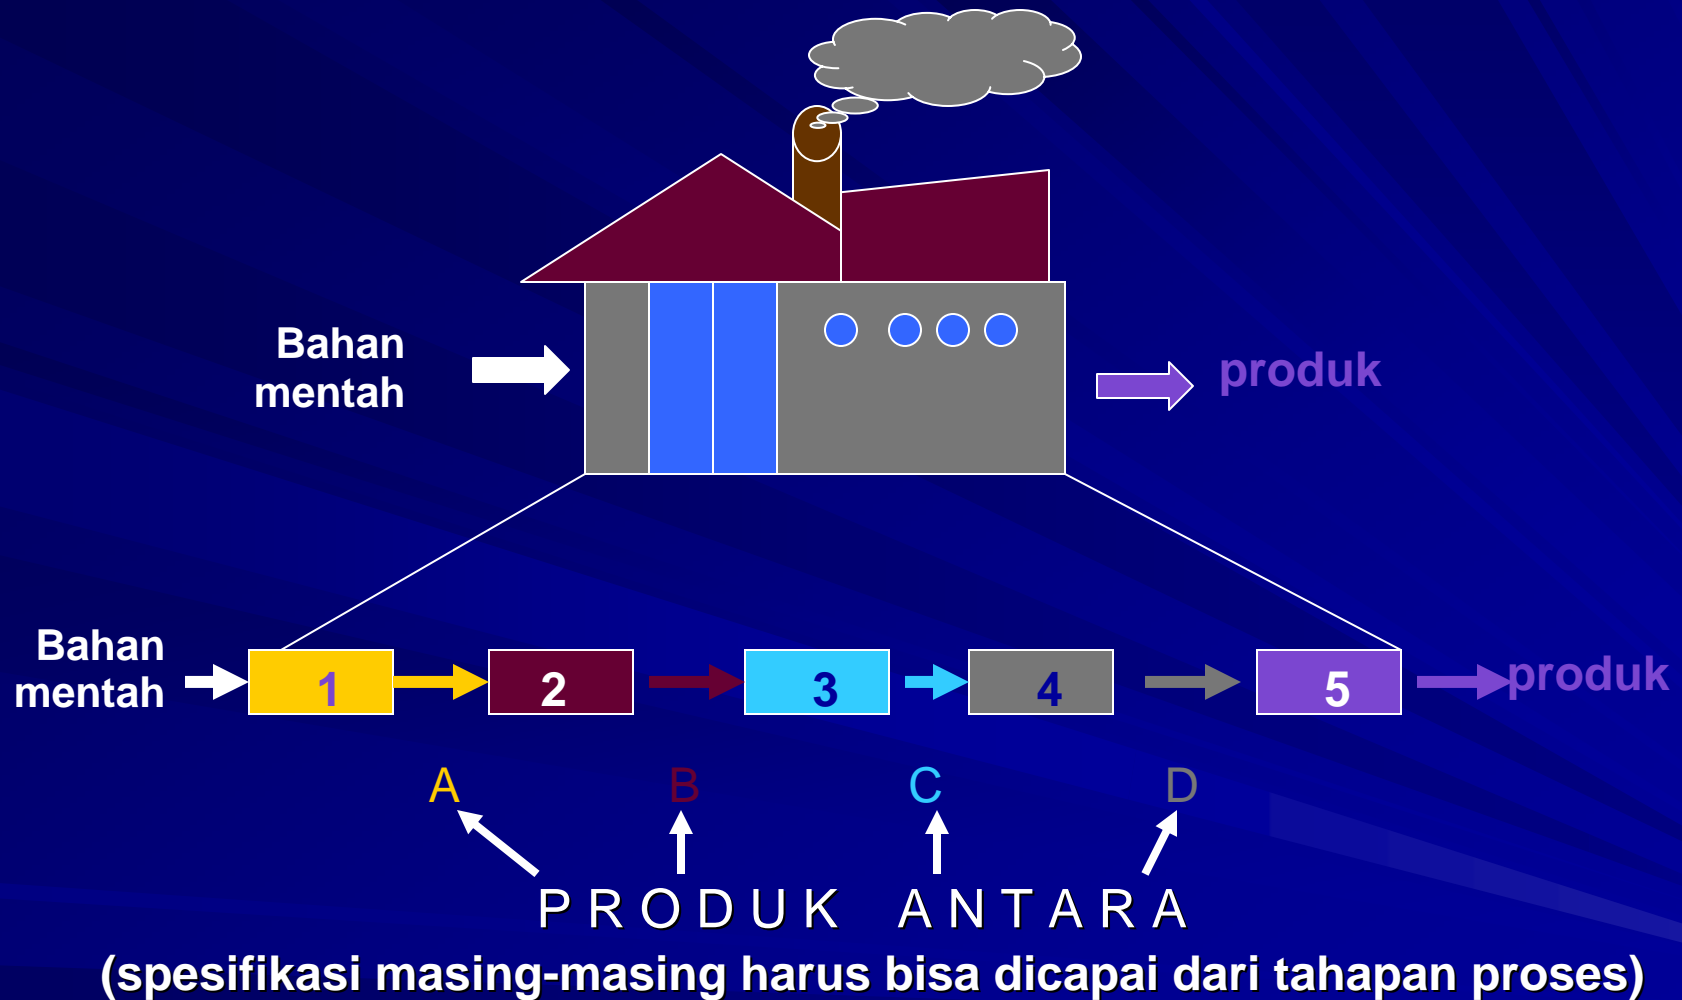 Bahan
mentah
produk
Bahan
mentah
1
2
3
4
5
produk
A
B
C
D
PRODUK ANTARA
(spesifikasi masing-masing harus bisa dicapai dari tahapan proses)